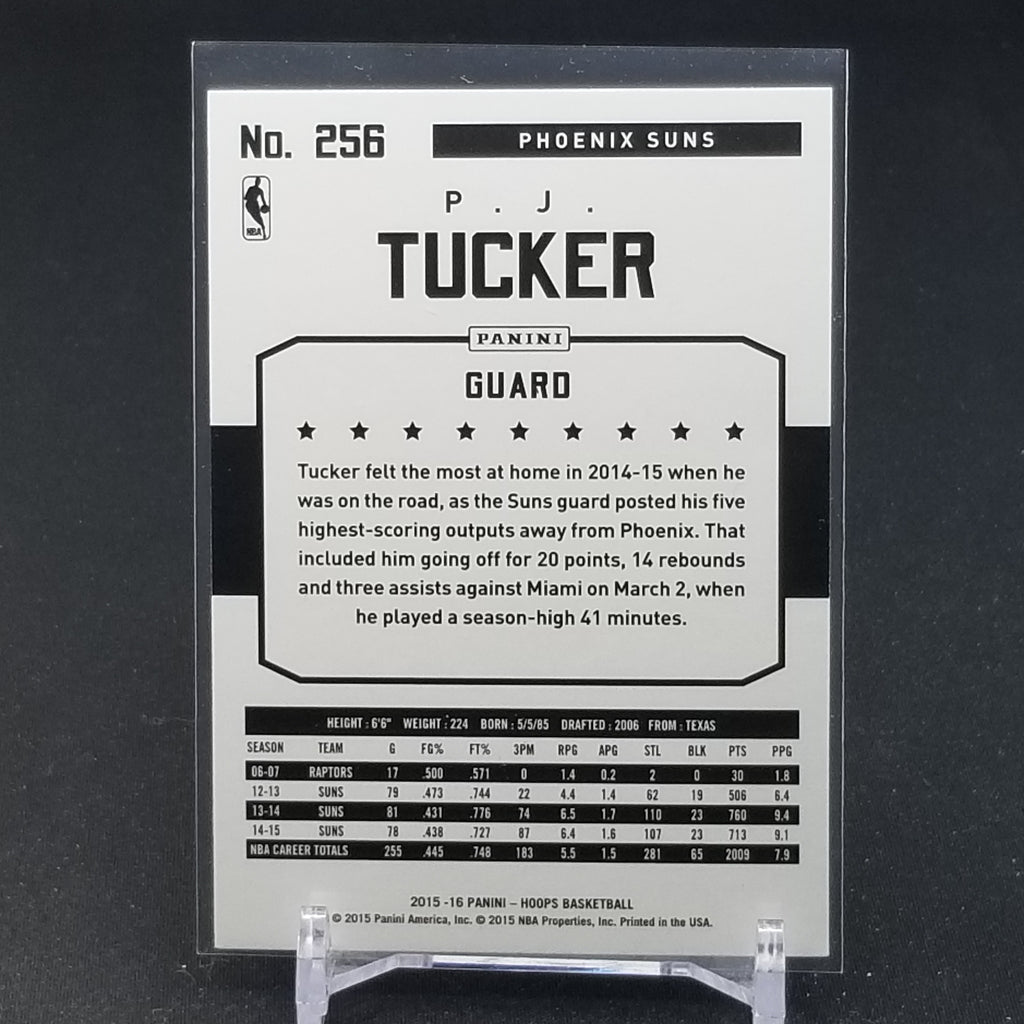 No. 256
PHOENIX SUNS
NBA
P. J.
TUCKER
PANINI
GUARD
Tucker felt the most at home in 2014-15 when he
was on the road, as the Suns guard posted his five
highest-scoring outputs away from Phoenix. That
included him going off for 20 points, 14 rebounds
and three assists against Miami on March 2, when
he played a season-high 41 minutes.
HEIGHT: 6'6" WEIGHT: 224 BORN: 5/5/85 DRAFTED: 2006 FROM: TEXAS
SEASON TEAM G FG% FT% 3PM RPG APG STL BLK PTS PPG
06-07 RAPTORS 17 .500 .571 0 1.4 0.2 2 0 30 1.8
12-13 SUNS 79 .473 .744 22 4.4 1.4 62 19 506 6.4
13-14 SUNS 81 .431 .776 74 6.5 1.7 110 23 760 9.4
14-15 SUNS 78 .438 .727 87 6.4 1.6 107 23 713 9.1
NBA CAREER TOTALS 255 .445 .748 183 5.5 1.5 281 65 2009 7.9
2015 -16 PANINI – HOOPS BASKETBALL
© 2015 Panini America, Inc. © 2015 NBA Properties, Inc. Printed in the USA.